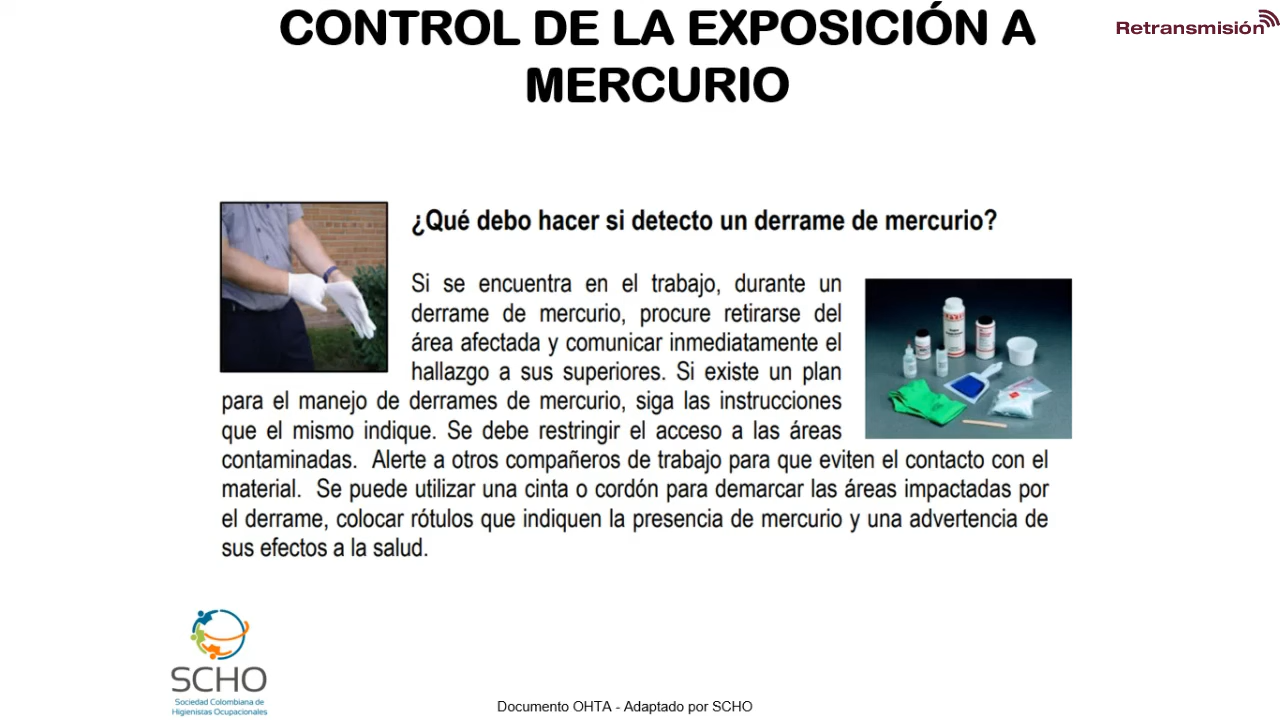 CONTROL DE LA EXPOSICIÓN A
MERCURIO
Retransmisión
¿Qué debo hacer si detecto un derrame de mercurio?
Si se encuentra en el trabajo, durante un
derrame de mercurio, procure retirarse del
área afectada y comunicar inmediatamente el
hallazgo a sus superiores. Si existe un plan
para el manejo de derrames de mercurio, siga las instrucciones
que el mismo indique. Se debe restringir el acceso a las áreas
contaminadas. Alerte a otros compañeros de trabajo para que eviten el contacto con el
material. Se puede utilizar una cinta o cordón para demarcar las áreas impactadas por
el derrame, colocar rótulos que indiquen la presencia de mercurio y una advertencia de
sus efectos a la salud.
SCHO
Sociedad Colombiana de
Higienistas Ocupacionales
Documento OHTA - Adaptado por SCHO